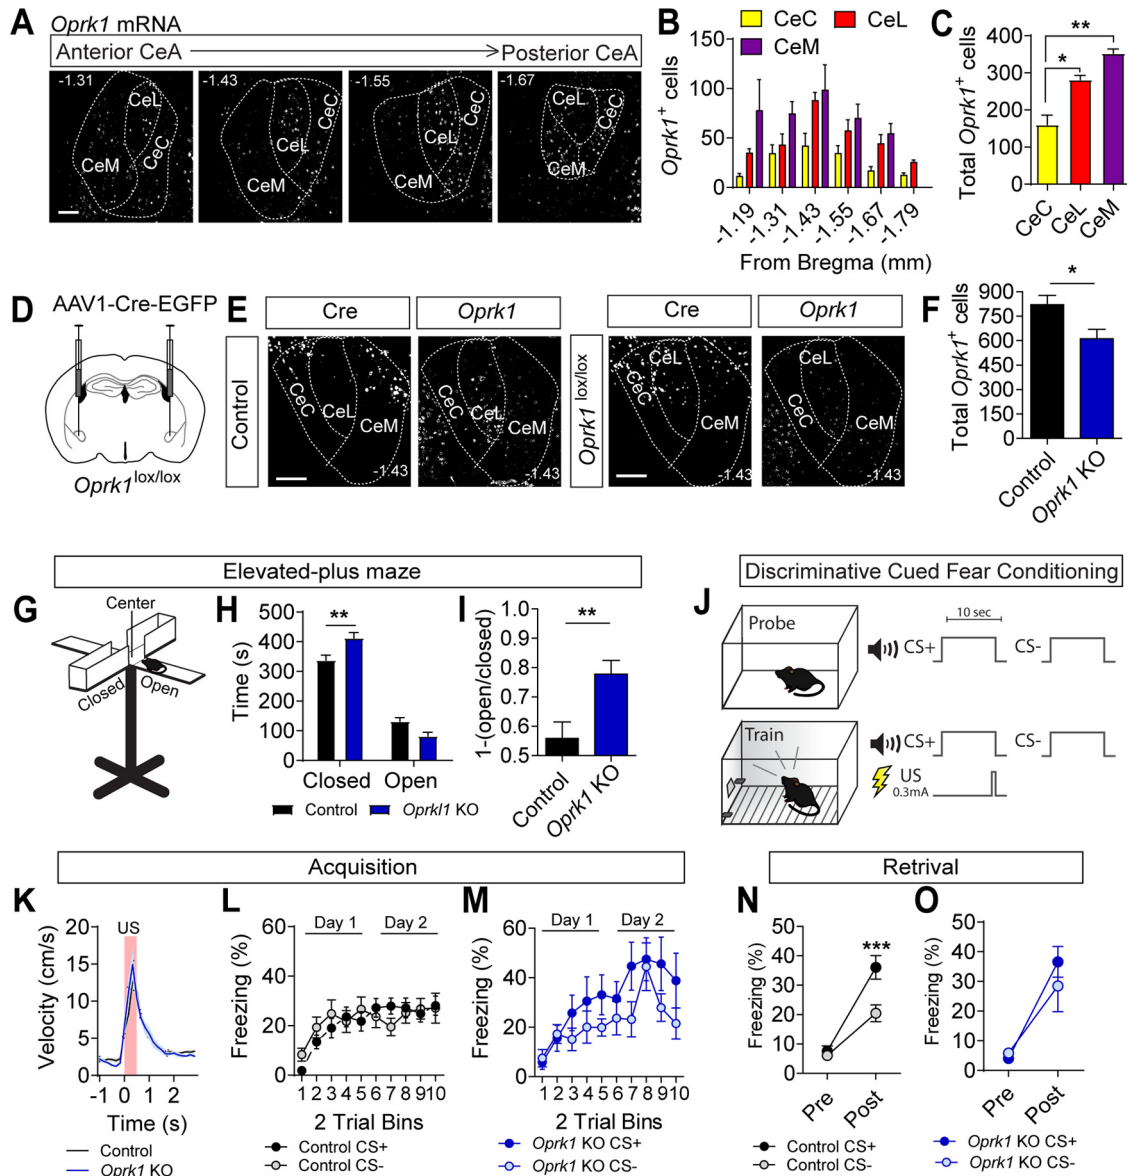 A
Oprk1 mRNA
Anterior CeA
Posterior CeA
-1.31
CeL
CeC
CeM
-1.43
CeC
CeL
CeM
-1.55
CeC
CeL
CeM
-1.67
CeL
CeC
CeM
B
CeC
CeL
CeM
Oprk1+ cells
150
100
50
0
-1.19
-1.31
-1.43
-1.55
-1.67
-1.79
From Bregma (mm)
C
**
*
Total Oprk1+ cells
400
300
200
100
0
CeC
CeL
CeM
D
AAV1-Cre-EGFP
Oprk1lox/lox
E
Cre
Oprk1
Cre
Oprk1
Control
CeC
CeL
CeM
-1.43
CeC
CeL
CeM
-1.43
Oprk1 lox/lox
CeL
CeC
CeM
-1.43
CeL
CeC
CeM
-1.43
F
*
Total Oprk1+ cells
900
750
600
450
300
150
0
Control
Oprk1 KO
Elevated-plus maze
G
Center
Closed
Open
H
**
Time (s)
500
400
300
200
100
0
Closed
Open
Control
Oprkl1 KO
I
**
1-(open/closed)
1.0
0.9
0.8
0.7
0.6
0.5
Control
Oprk1 KO
Discriminative Cued Fear Conditioning
J
Probe
10 sec
CS+
CS-
Train
CS+
CS-
US
0.3mA
Acquisition
K
US
Velocity (cm/s)
20
15
10
5
0
-1 0 1 2
Time (s)
Control
Oprk1 KO
L
Day 1
Day 2
Freezing (%)
60
40
20
0
1 2 3 4 5 6 7 8 9 10
2 Trial Bins
Control CS+
Control CS-
M
Day 1
Day 2
Freezing (%)
60
40
20
0
1 2 3 4 5 6 7 8 9 10
2 Trial Bins
Oprk1 KO CS+
Oprk1 KO CS-
Retrival
N
***
Freezing (%)
50
40
30
20
10
0
Pre
Post
Control CS+
Control CS-
O
Freezing (%)
50
40
30
20
10
0
Pre
Post
Oprk1 KO CS+
Oprk1 KO CS-